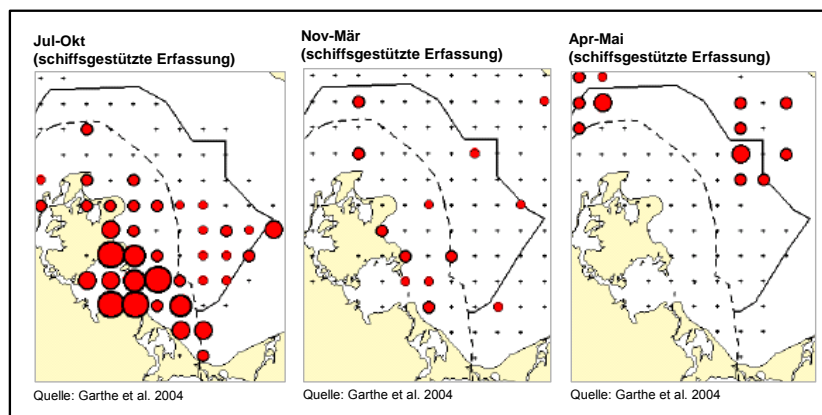 Jul-Okt
(schiffsgestützte Erfassung)
Nov-Mär
(schiffsgestützte Erfassung)
Apr-Mai
(schiffsgestützte Erfassung)
Quelle: Garthe et al. 2004
Quelle: Garthe et al. 2004
Quelle: Garthe et al. 2004